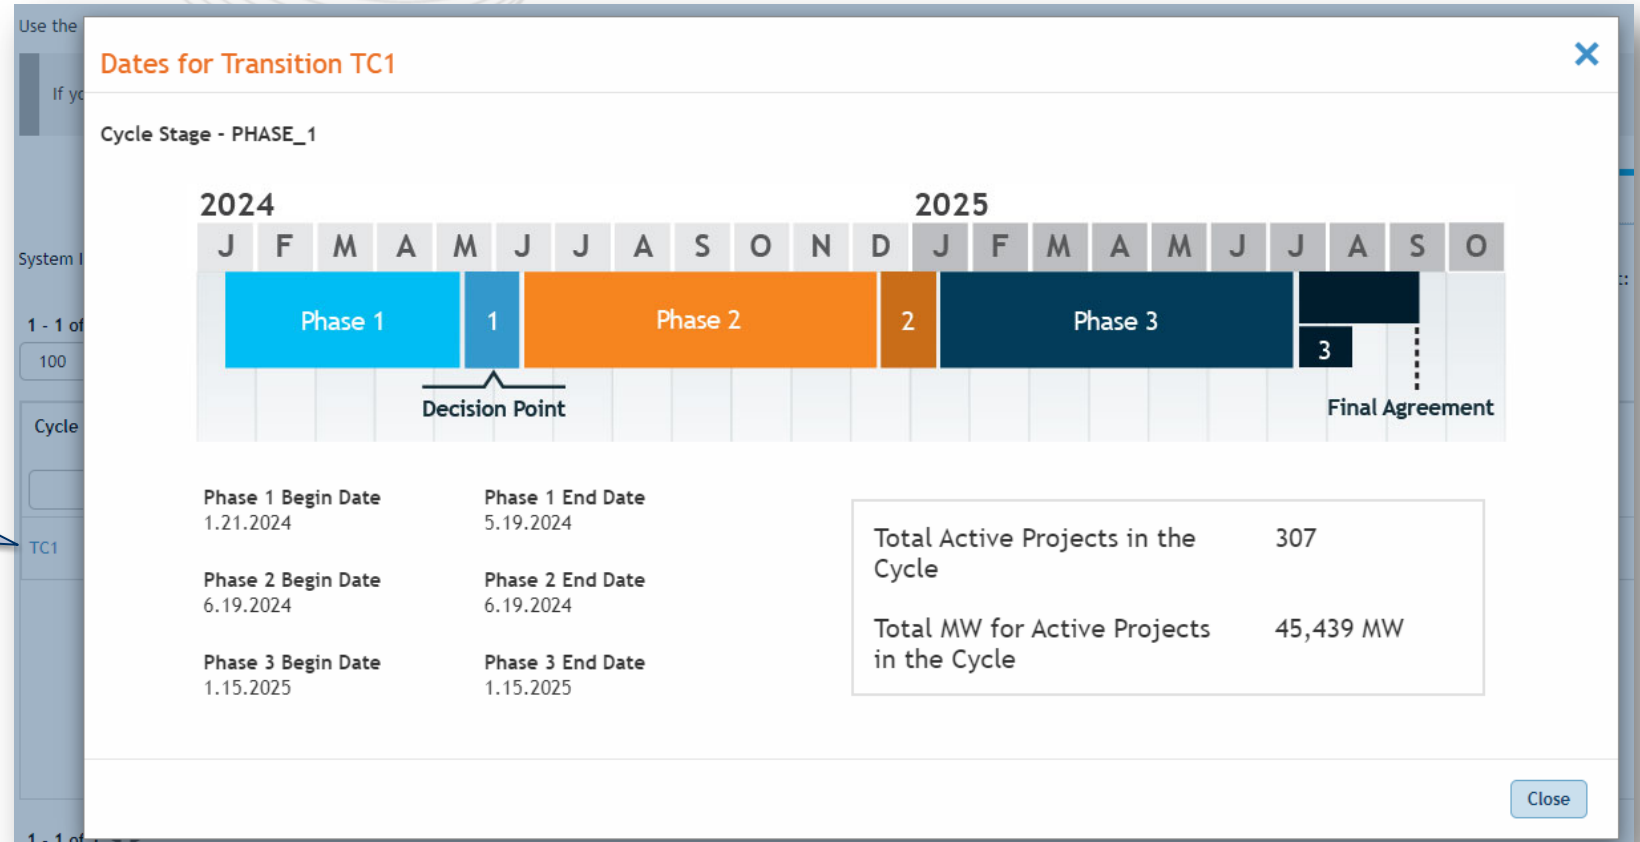 Use the
Dates for Transition TC1
If yo
Cycle Stage - PHASE_1
2024 2025
J F M A M J J A S O N D J F M A M J J A S O
System I
Phase 1 1 Phase 2 2 Phase 3
3
1 - 1 of
100
Decision Point Final Agreement
Cycle
Phase 1 Begin Date Phase 1 End Date
1.21.2024 5.19.2024
Total Active Projects in the 307
Cycle
TC1
Phase 2 Begin Date Phase 2 End Date
6.19.2024 6.19.2024
Total MW for Active Projects 45,439 MW
in the Cycle
Phase 3 Begin Date Phase 3 End Date
1.15.2025 1.15.2025
Close
1 - 1 of